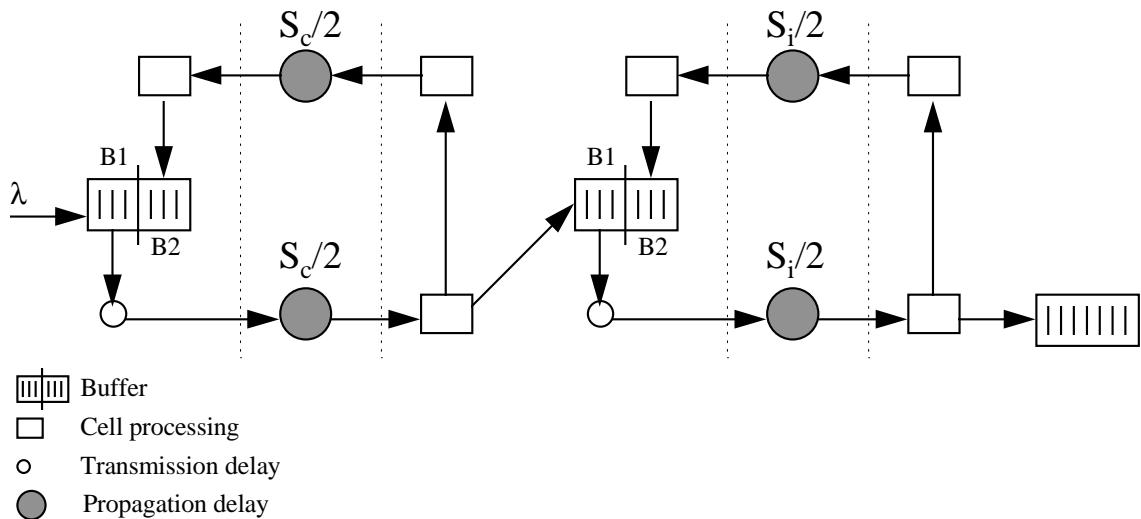 S_c/2
S_i/2
B1
B1
λ
B2
B2
S_c/2
S_i/2
Buffer
Cell processing
Transmission delay
Propagation delay